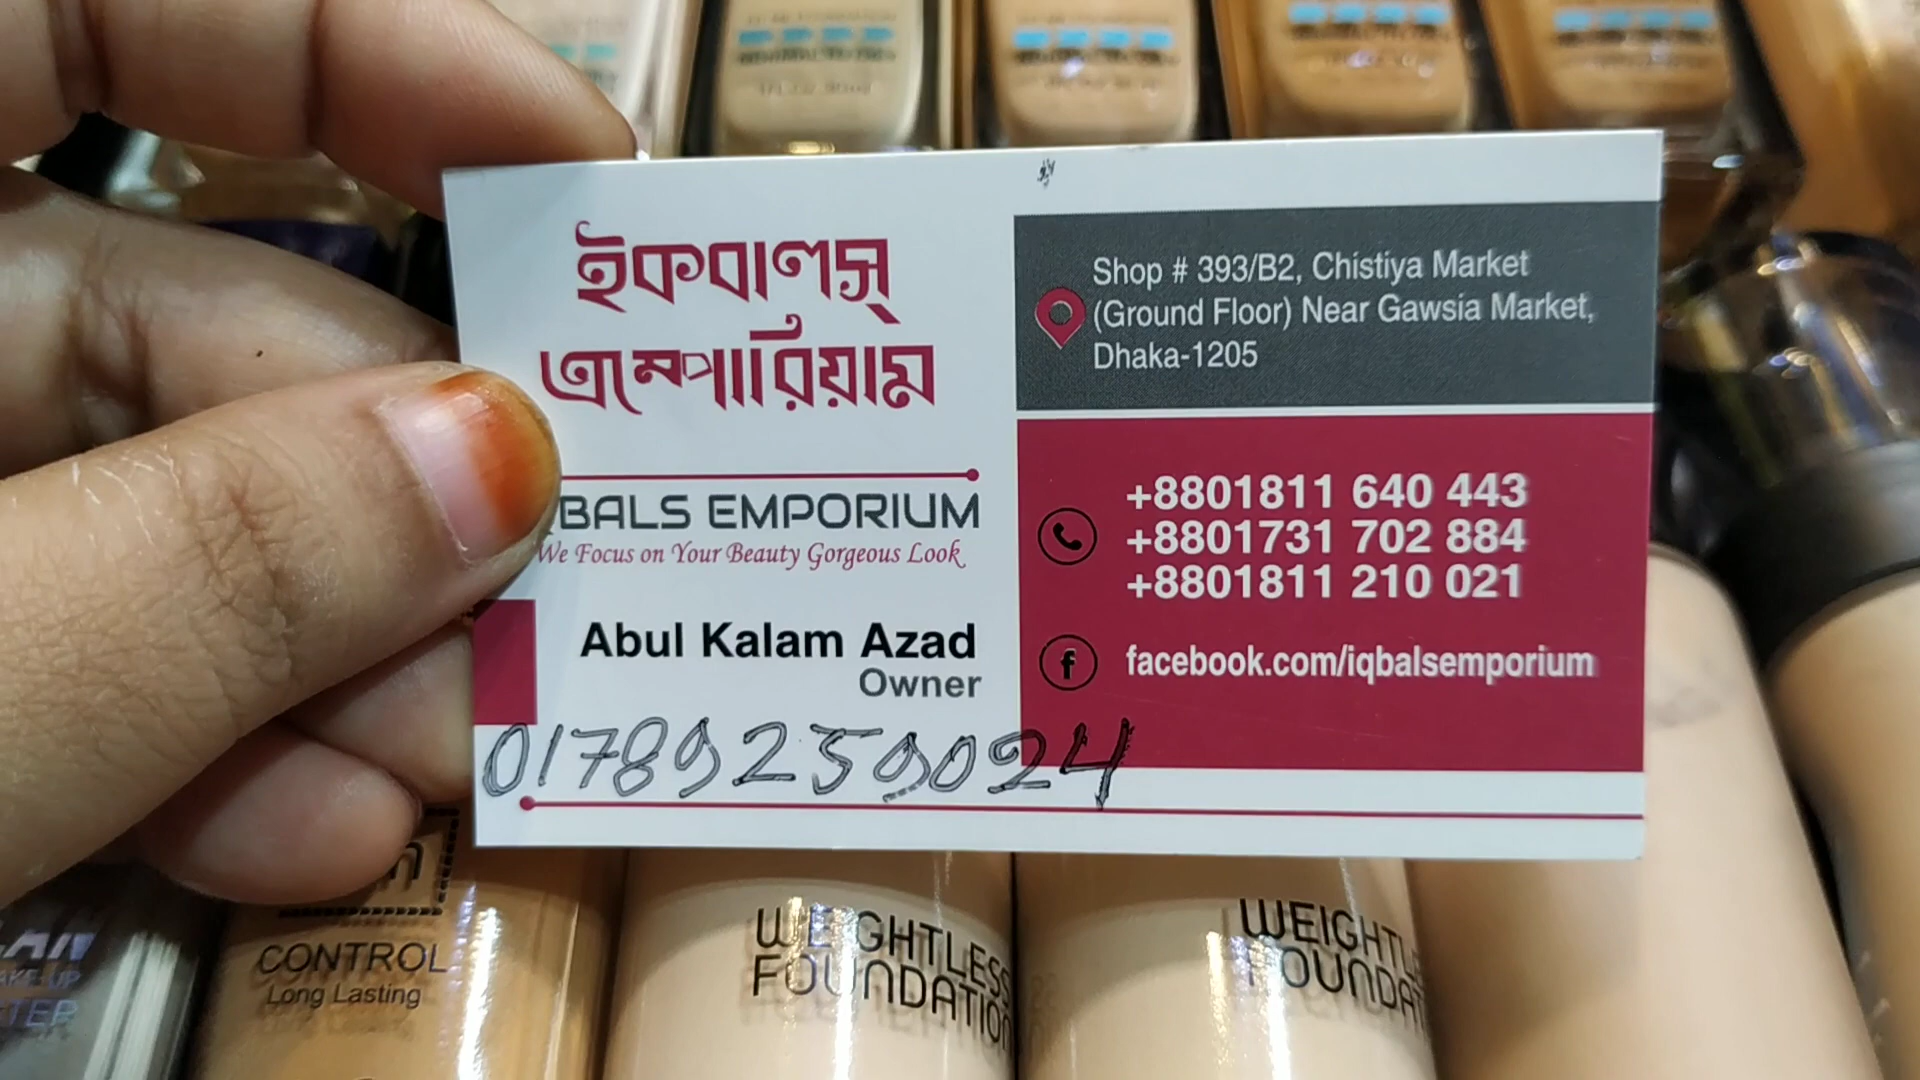 ইকবালস্
এম্পোরিয়াম
BALS EMPORIUM
We Focus on Your Beauty Gorgeous Look
Abul Kalam Azad
Owner
01789259024
Shop # 393/B2, Chistiya Market
(Ground Floor) Near Gawsia Market,
Dhaka-1205
+8801811 640 443
+8801731 702 884
+8801811 210 021
facebook.com/iqbalsemporium
CONTROL
Long Lasting
WEIGHTLESS
FOUNDATION
WEIGHTL
FOUNDAT